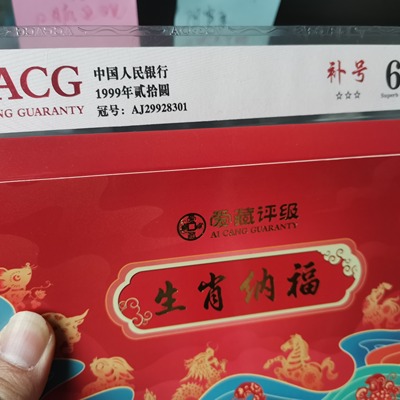 ACG
NG GUARANTY
中国人民银行
1999年贰拾圆
冠号：AJ29928301
补号
☆☆☆
6
Superb
爱藏评级
AI CANG GUARANTY
生肖纳福